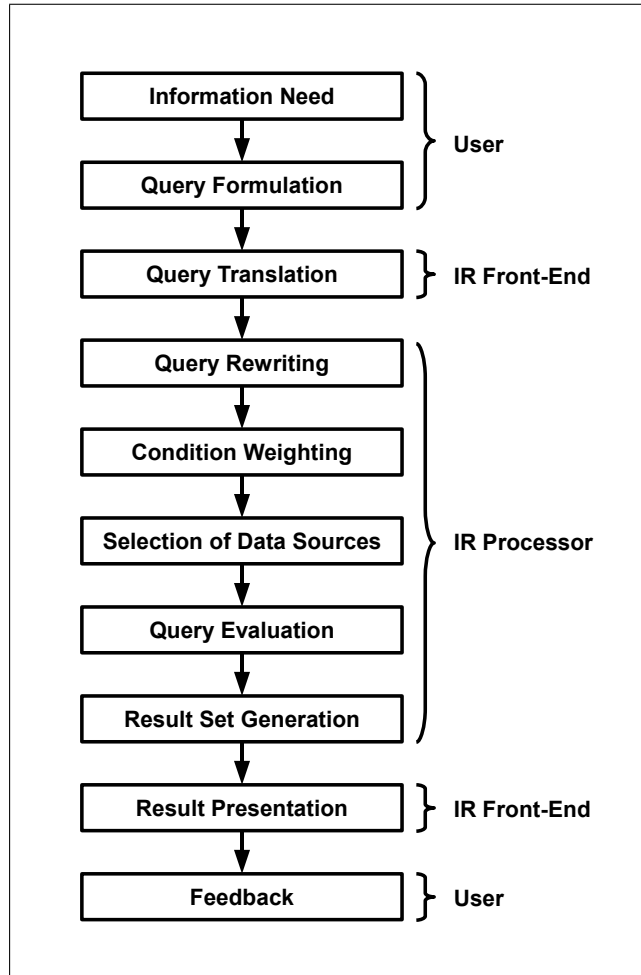 Information Need
User
Query Formulation
Query Translation
IR Front-End
Query Rewriting
Condition Weighting
Selection of Data Sources
IR Processor
Query Evaluation
Result Set Generation
Result Presentation
IR Front-End
Feedback
User